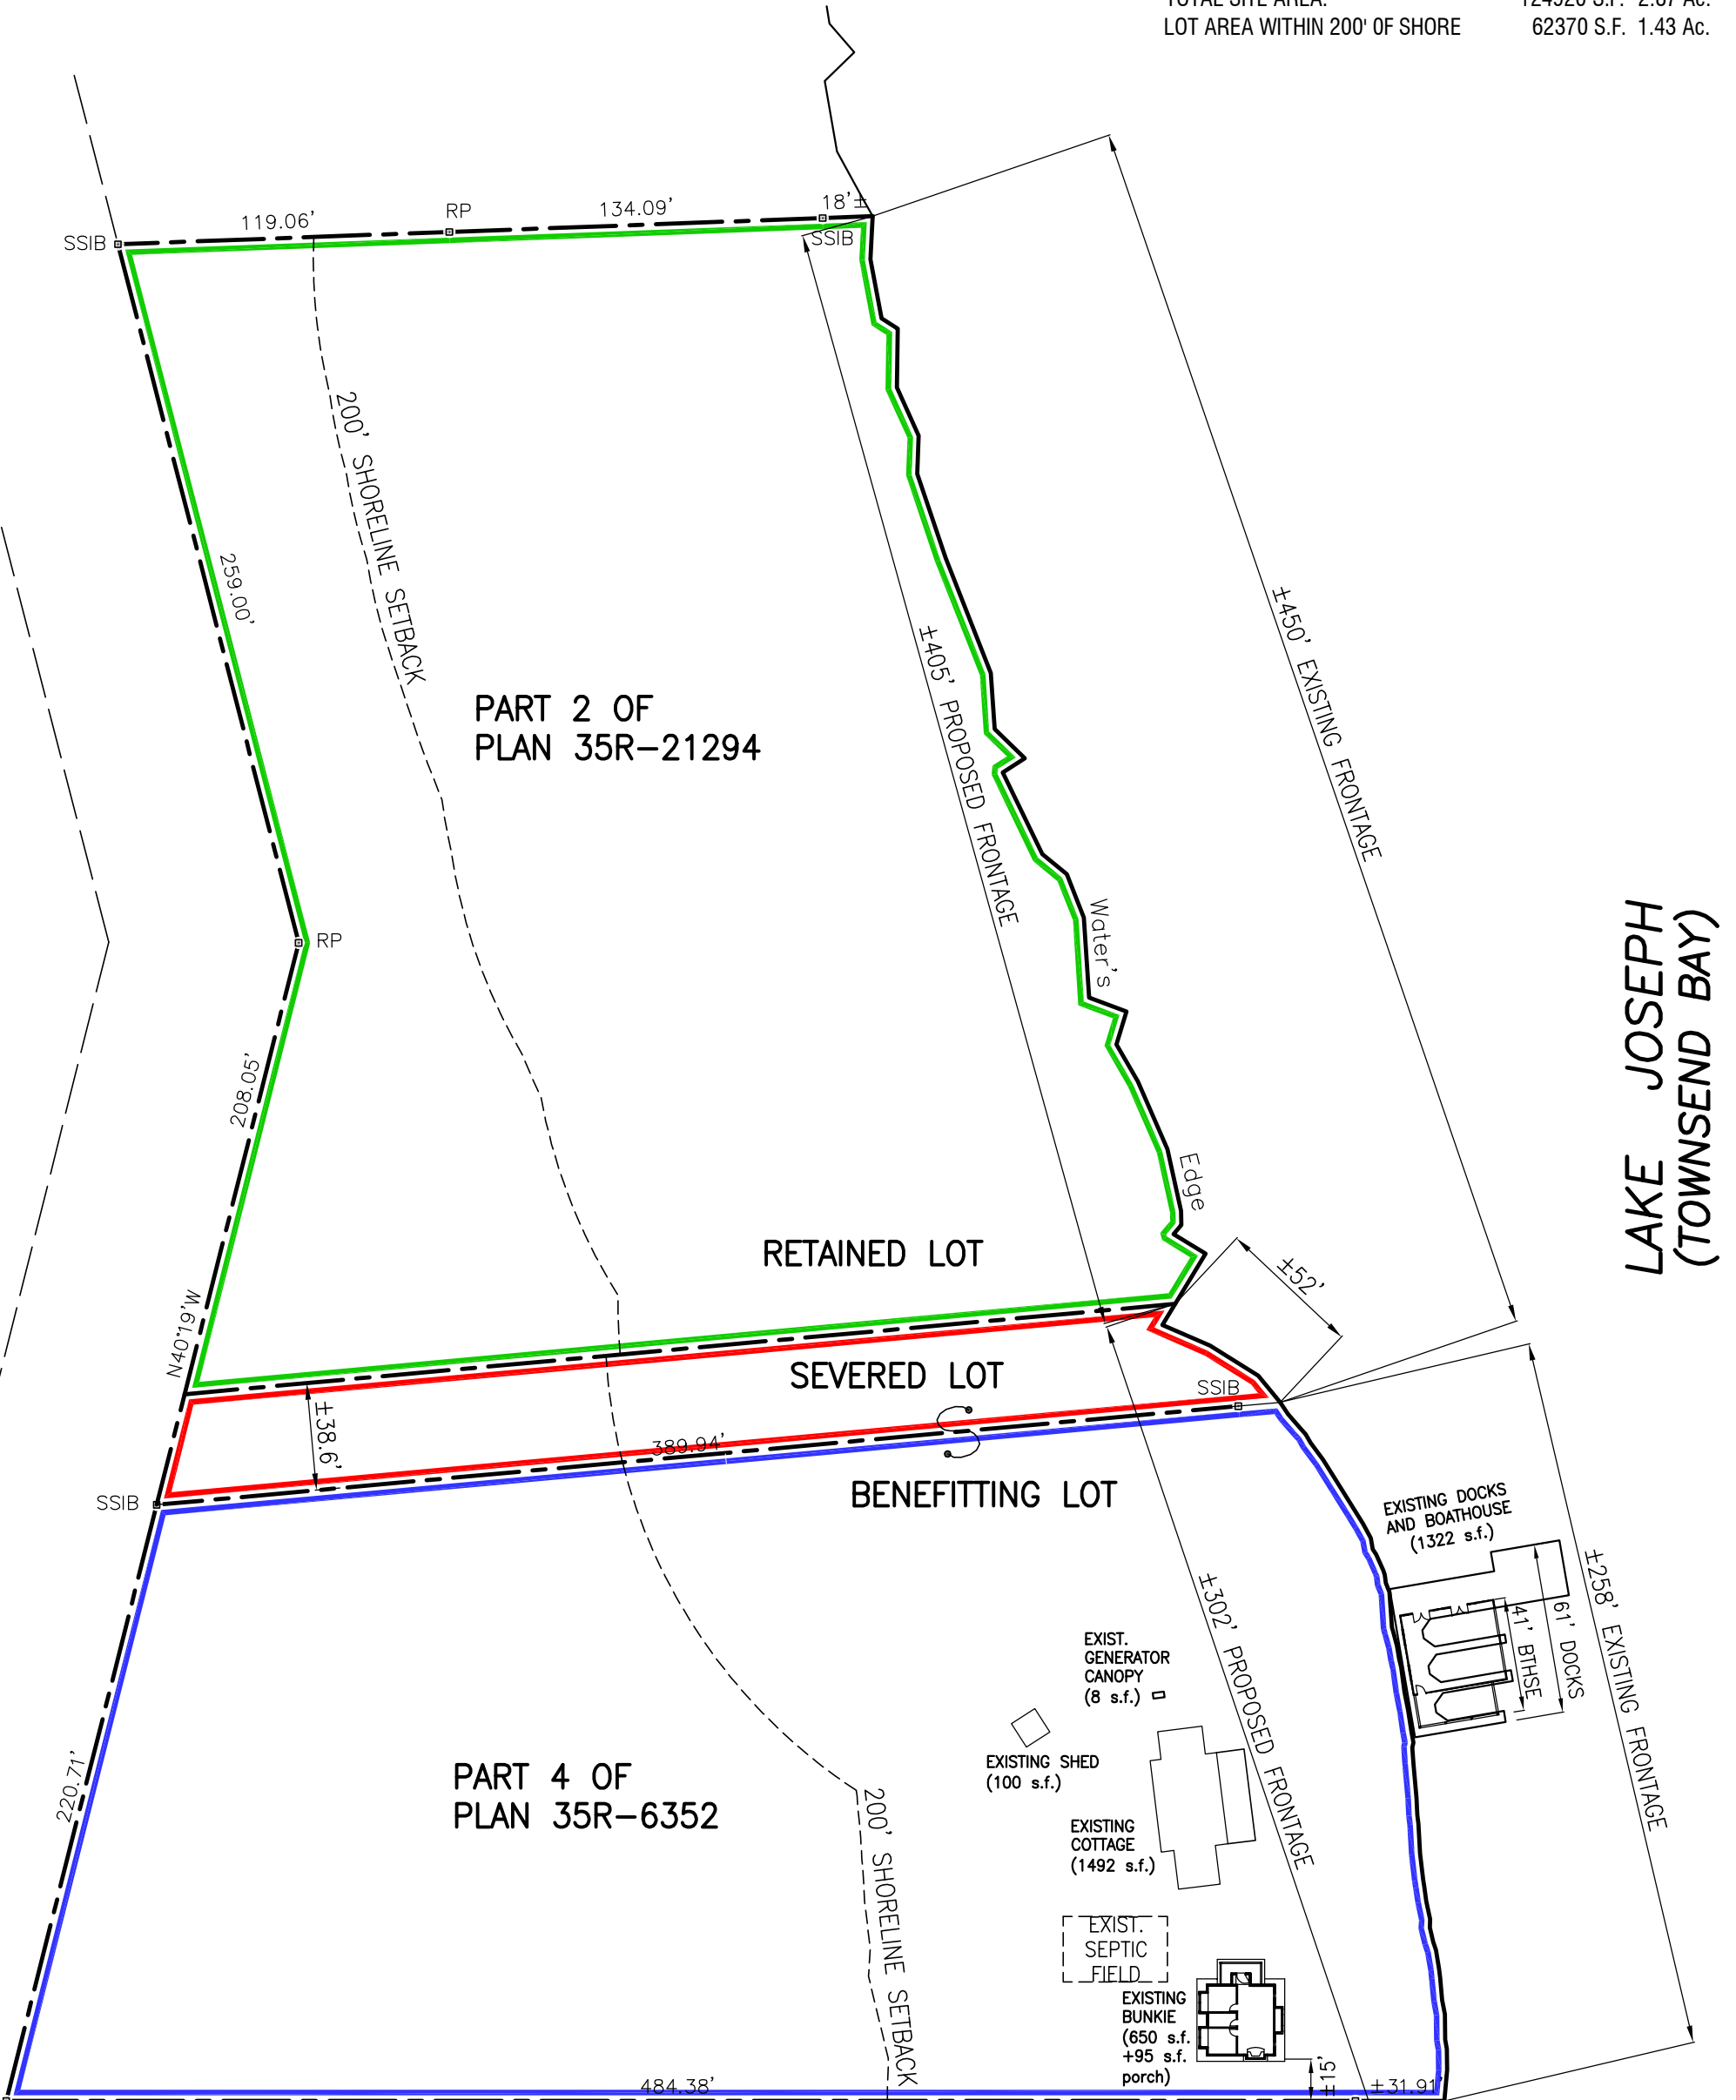 LOT AREA WITHIN 200' OF SHORE 62370 S.F. 1.43 Ac.
119.06'
RP
134.09'
18'±
SSIB
SSIB
200' SHORELINE SETBACK
259.00'
±450' EXISTING FRONTAGE
±405' PROPOSED FRONTAGE
PART 2 OF
PLAN 35R-21294
Water's
RP
LAKE JOSEPH
(TOWNSEND BAY)
208.05'
Edge
RETAINED LOT
±52'
N40°19'W
SEVERED LOT
SSIB
±38.6'
389.94'
SSIB
BENEFITTING LOT
EXISTING DOCKS
AND BOATHOUSE
(1322 s.f.)
61' DOCKS
41' BTHSE
±258' EXISTING FRONTAGE
±302' PROPOSED FRONTAGE
EXIST.
GENERATOR
CANOPY
(8 s.f.)
EXISTING SHED
(100 s.f.)
220.71'
PART 4 OF
PLAN 35R-6352
200' SHORELINE SETBACK
EXISTING
COTTAGE
(1492 s.f.)
EXIST.
SEPTIC
FIELD
EXISTING
BUNKIE
(650 s.f.
+95 s.f.
porch)
±15'
484.38'
±31.91'